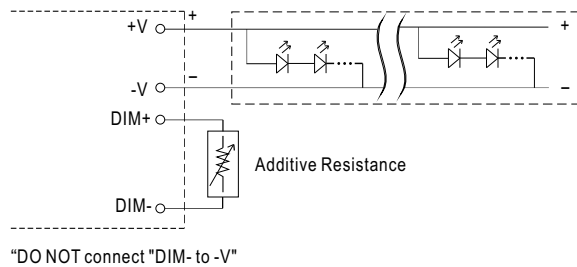 +V
+
+
-V
−
−
DIM+
Additive Resistance
DIM-
“DO NOT connect "DIM- to -V"